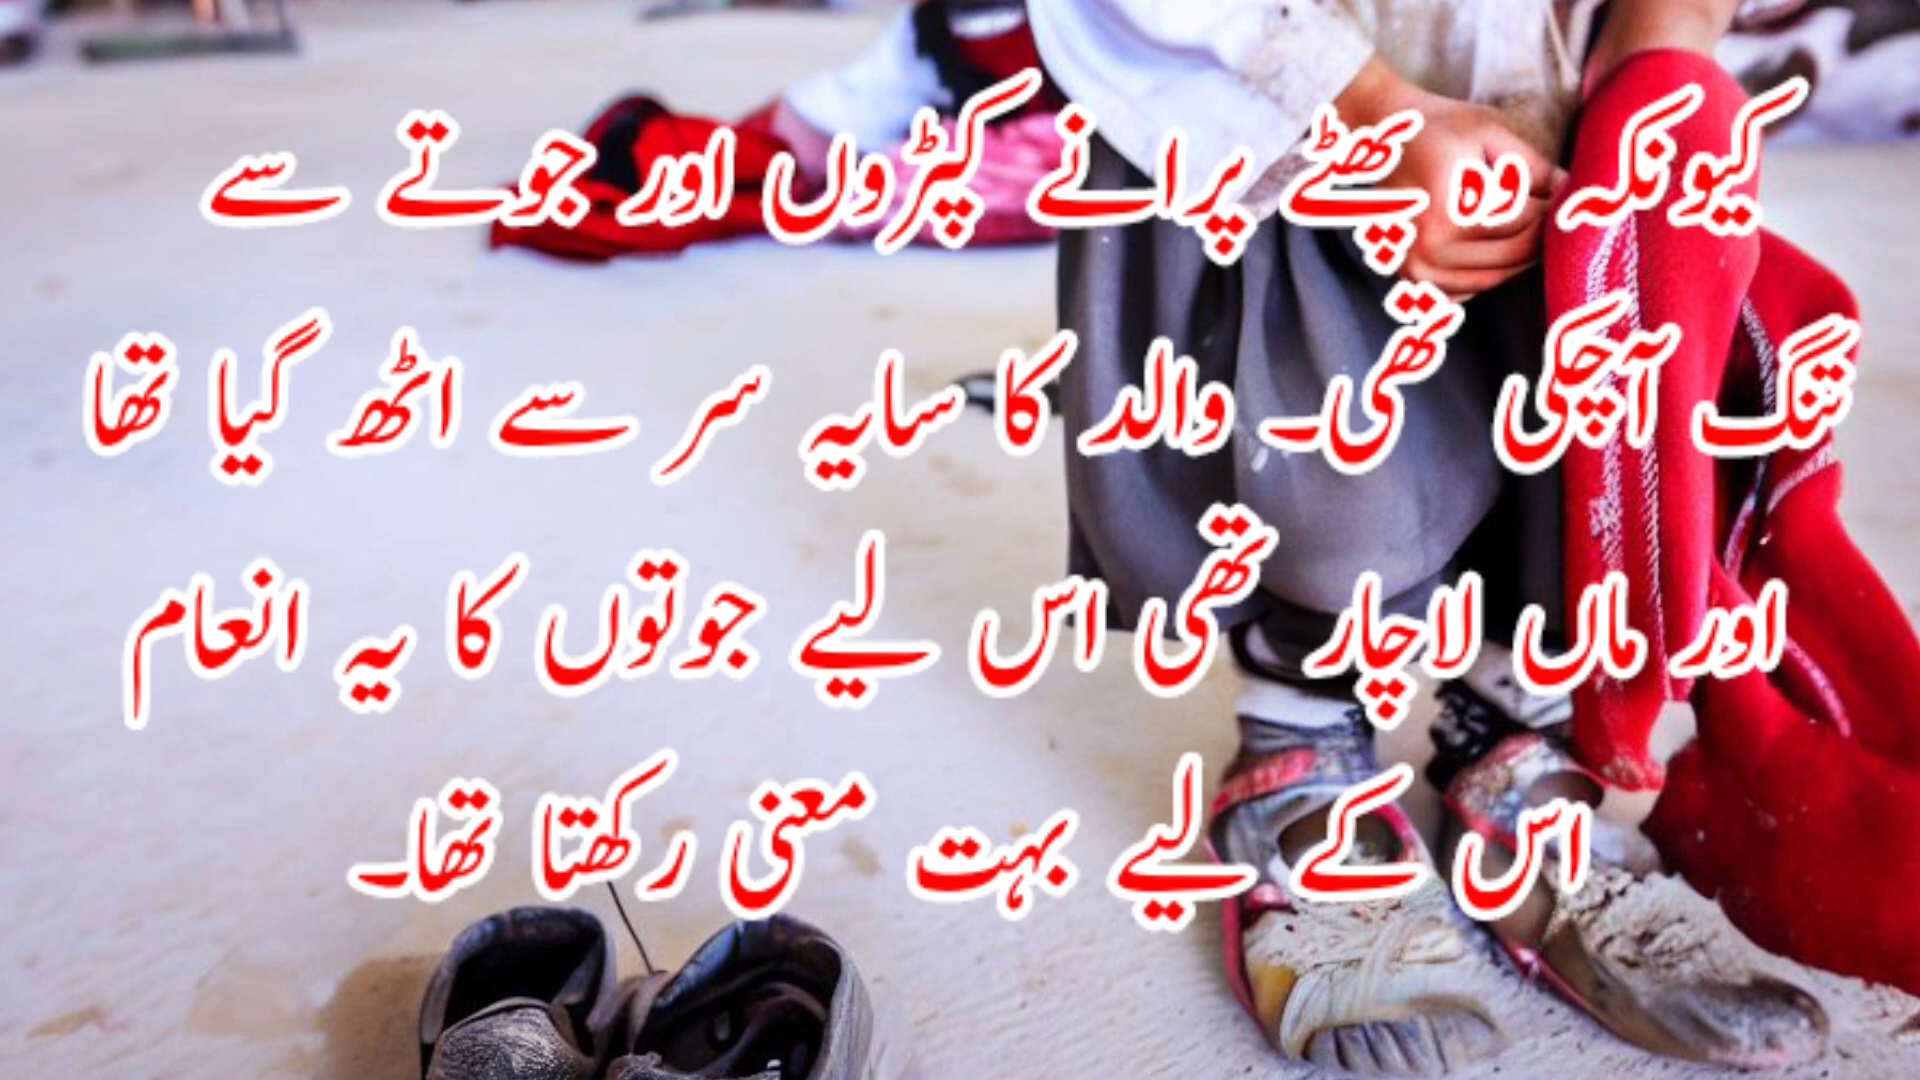 کیونکہ وہ پھٹے پرانے کپڑوں اور جوتے سے
تنگ آچکی تھی۔ والد کا سایہ سر سے اٹھ گیا تھا
اور ماں لاچار تھی اس لیے جوتوں کا یہ انعام
اس کے لیے بہت معنی رکھتا تھا۔